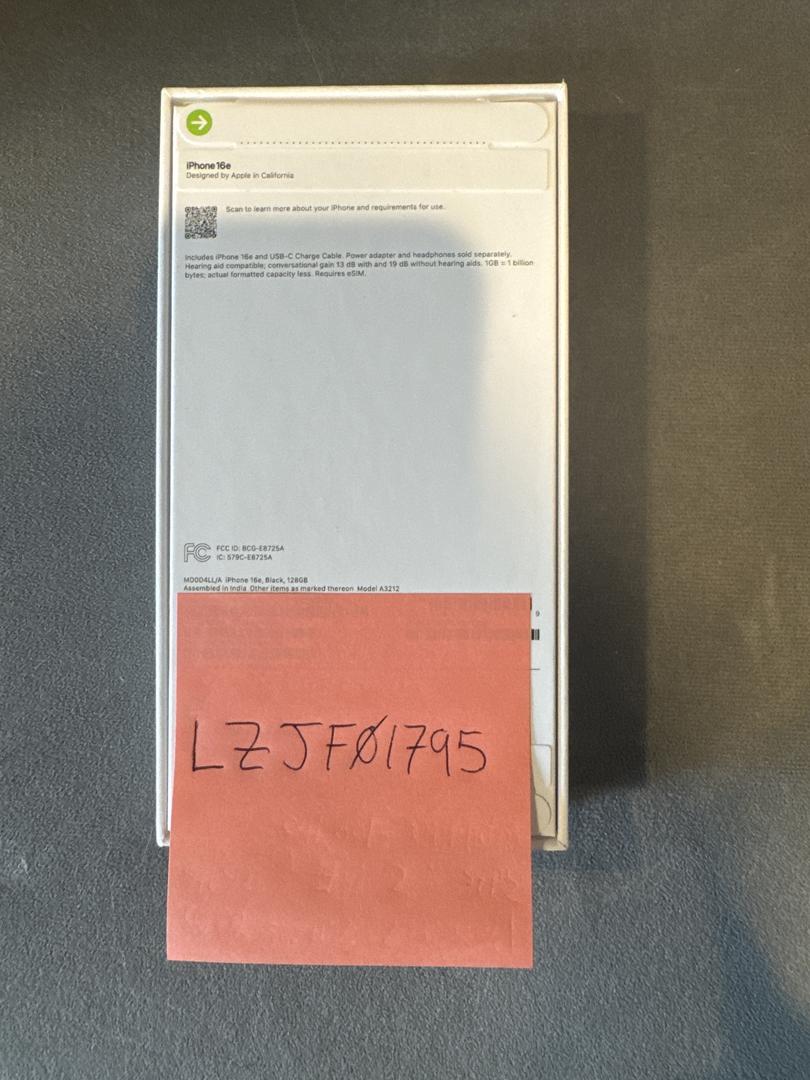 iPhone 16e
Designed by Apple in California
Scan to learn more about your iPhone and requirements for use.
Includes iPhone 16e and USB-C Charge Cable. Power adapter and headphones sold separately.
Hearing aid compatible; conversational gain 13 dB with and 19 dB without hearing aids. 1GB = 1 billion
bytes; actual formatted capacity less. Requires eSIM.
FC
FCC ID: BCG-E8725A
IC: 579C-E8725A
MD0D4LL/A iPhone 16e, Black, 128GB
Assembled in India Other items as marked thereon Model A3212
9
LZJFØ1795